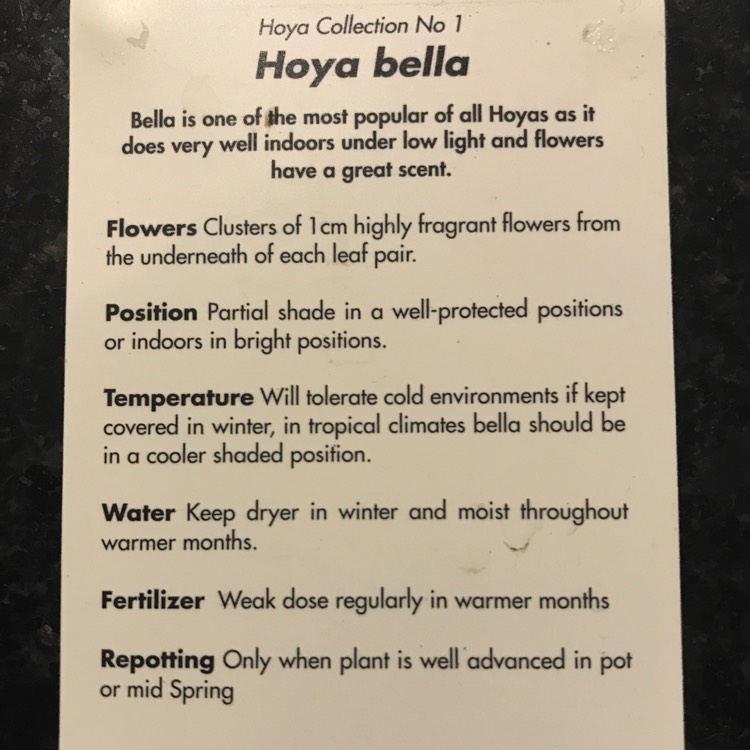 Hoya Collection No 1
Hoya bella
Bella is one of the most popular of all Hoyas as it
does very well indoors under low light and flowers
have a great scent.
Flowers Clusters of 1cm highly fragrant flowers from
the underneath of each leaf pair.
Position Partial shade in a well-protected positions
or indoors in bright positions.
Temperature Will tolerate cold environments if kept
covered in winter, in tropical climates bella should be
in a cooler shaded position.
Water Keep dryer in winter and moist throughout
warmer months.
Fertilizer Weak dose regularly in warmer months
Repotting Only when plant is well advanced in pot
or mid Spring